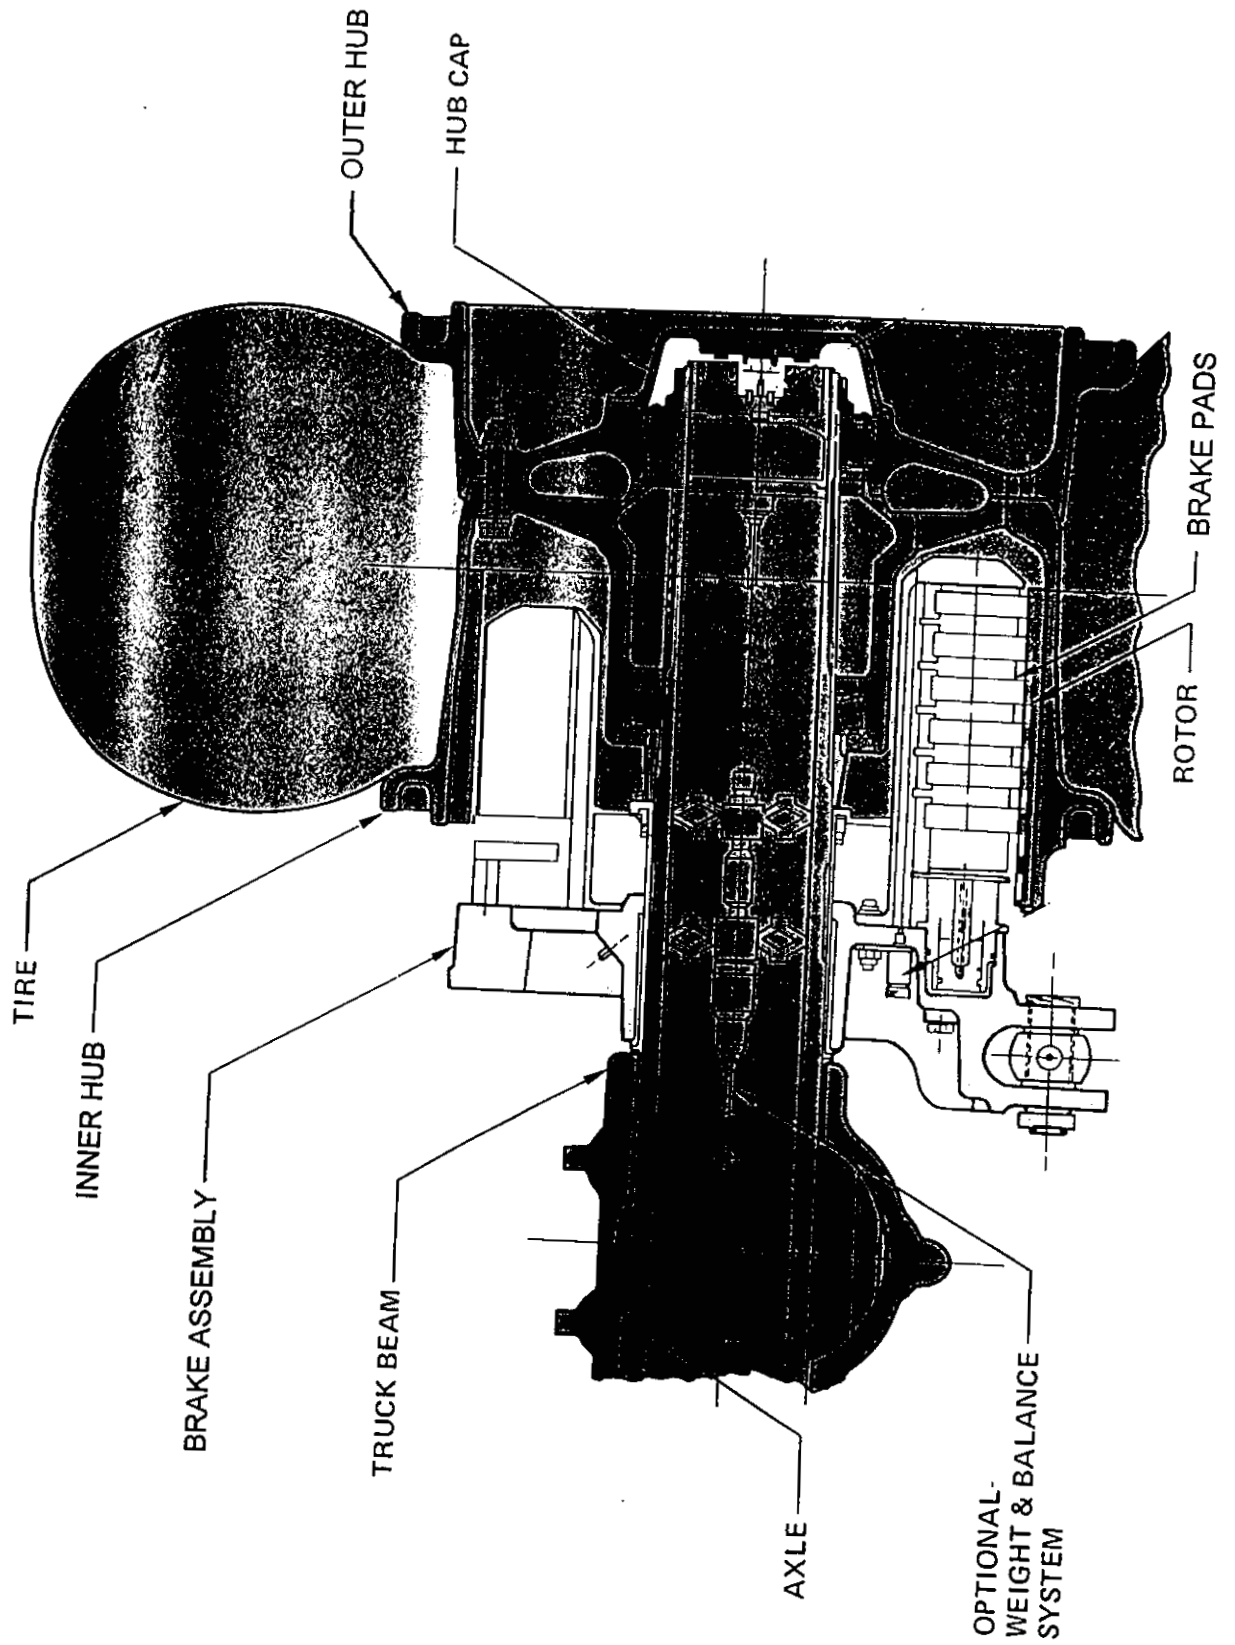 TIRE
INNER HUB
BRAKE ASSEMBLY
TRUCK BEAM
AXLE
OPTIONAL-
WEIGHT & BALANCE
SYSTEM
OUTER HUB
HUB CAP
BRAKE PADS
ROTOR